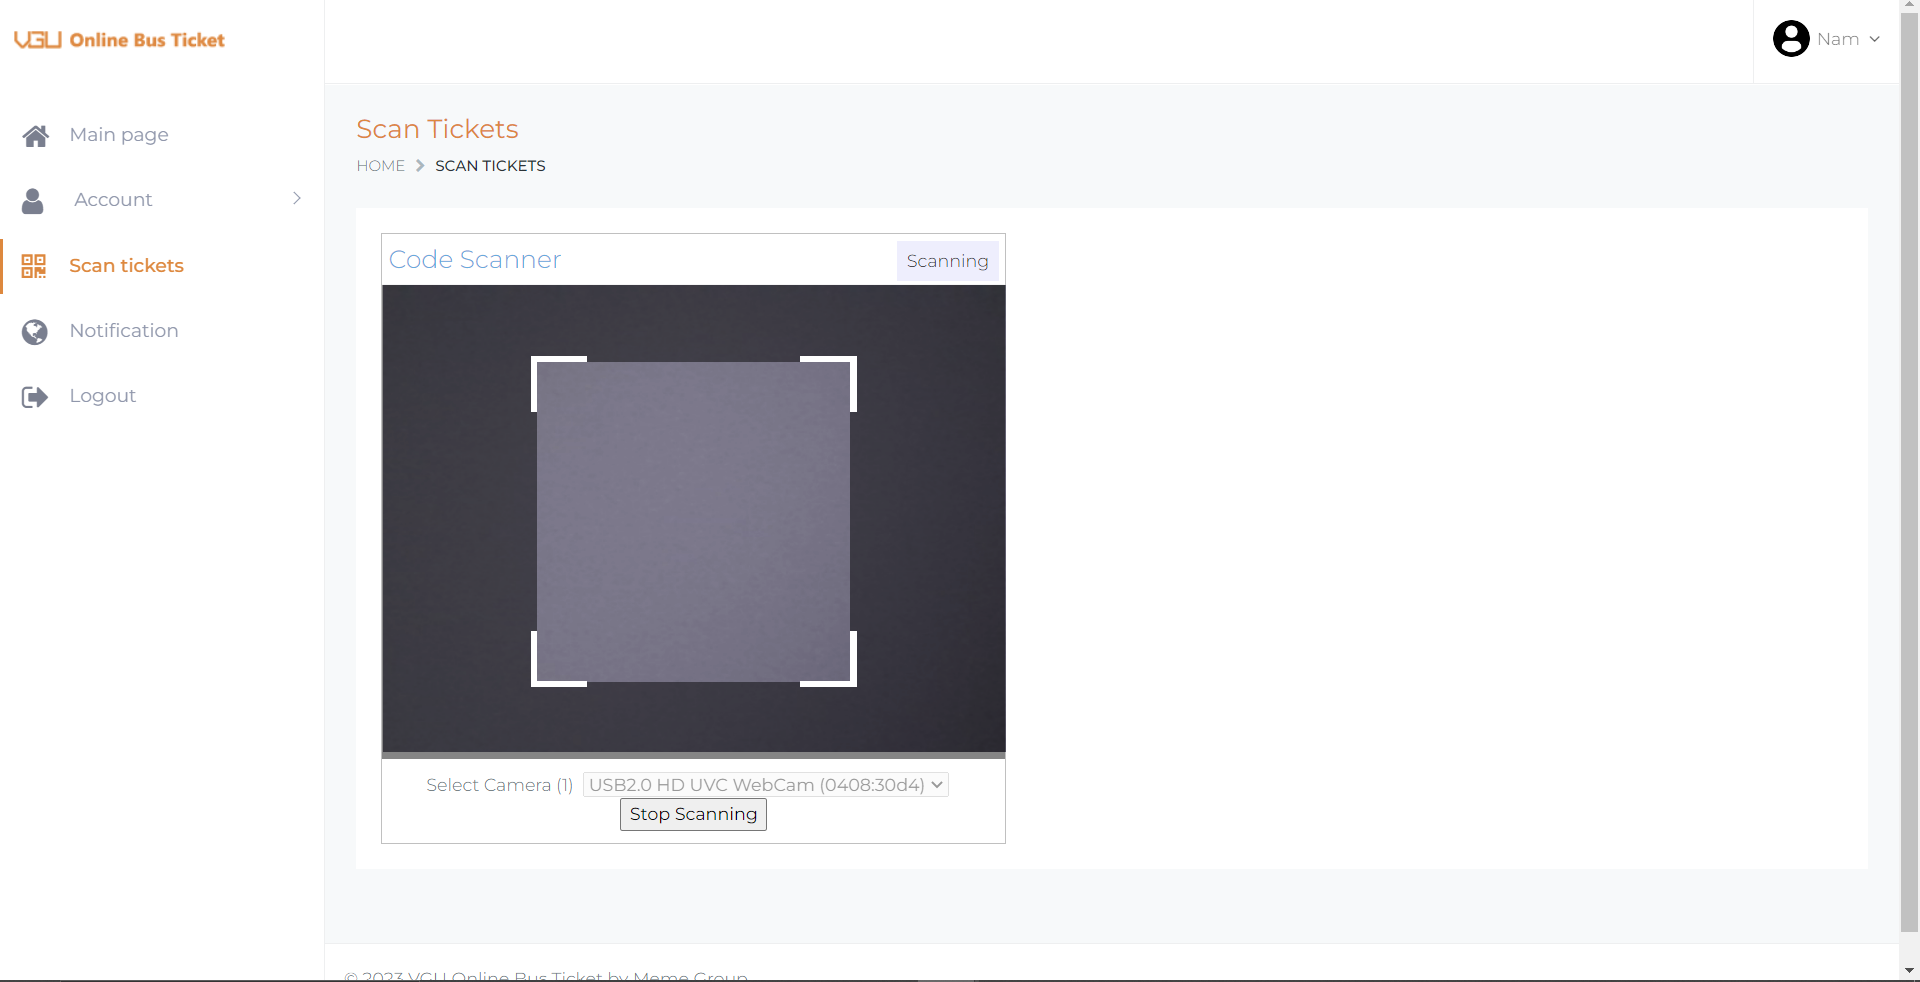 VGU Online Bus Ticket
Nam
Main page
Account
Scan tickets
Notification
Logout
Scan Tickets
HOME
SCAN TICKETS
Code Scanner
Scanning
Select Camera (1) USB2.0 HD UVC WebCam (0408:30d4)
Stop Scanning
© 2023 VGU Online Bus Ticket by Meme Group